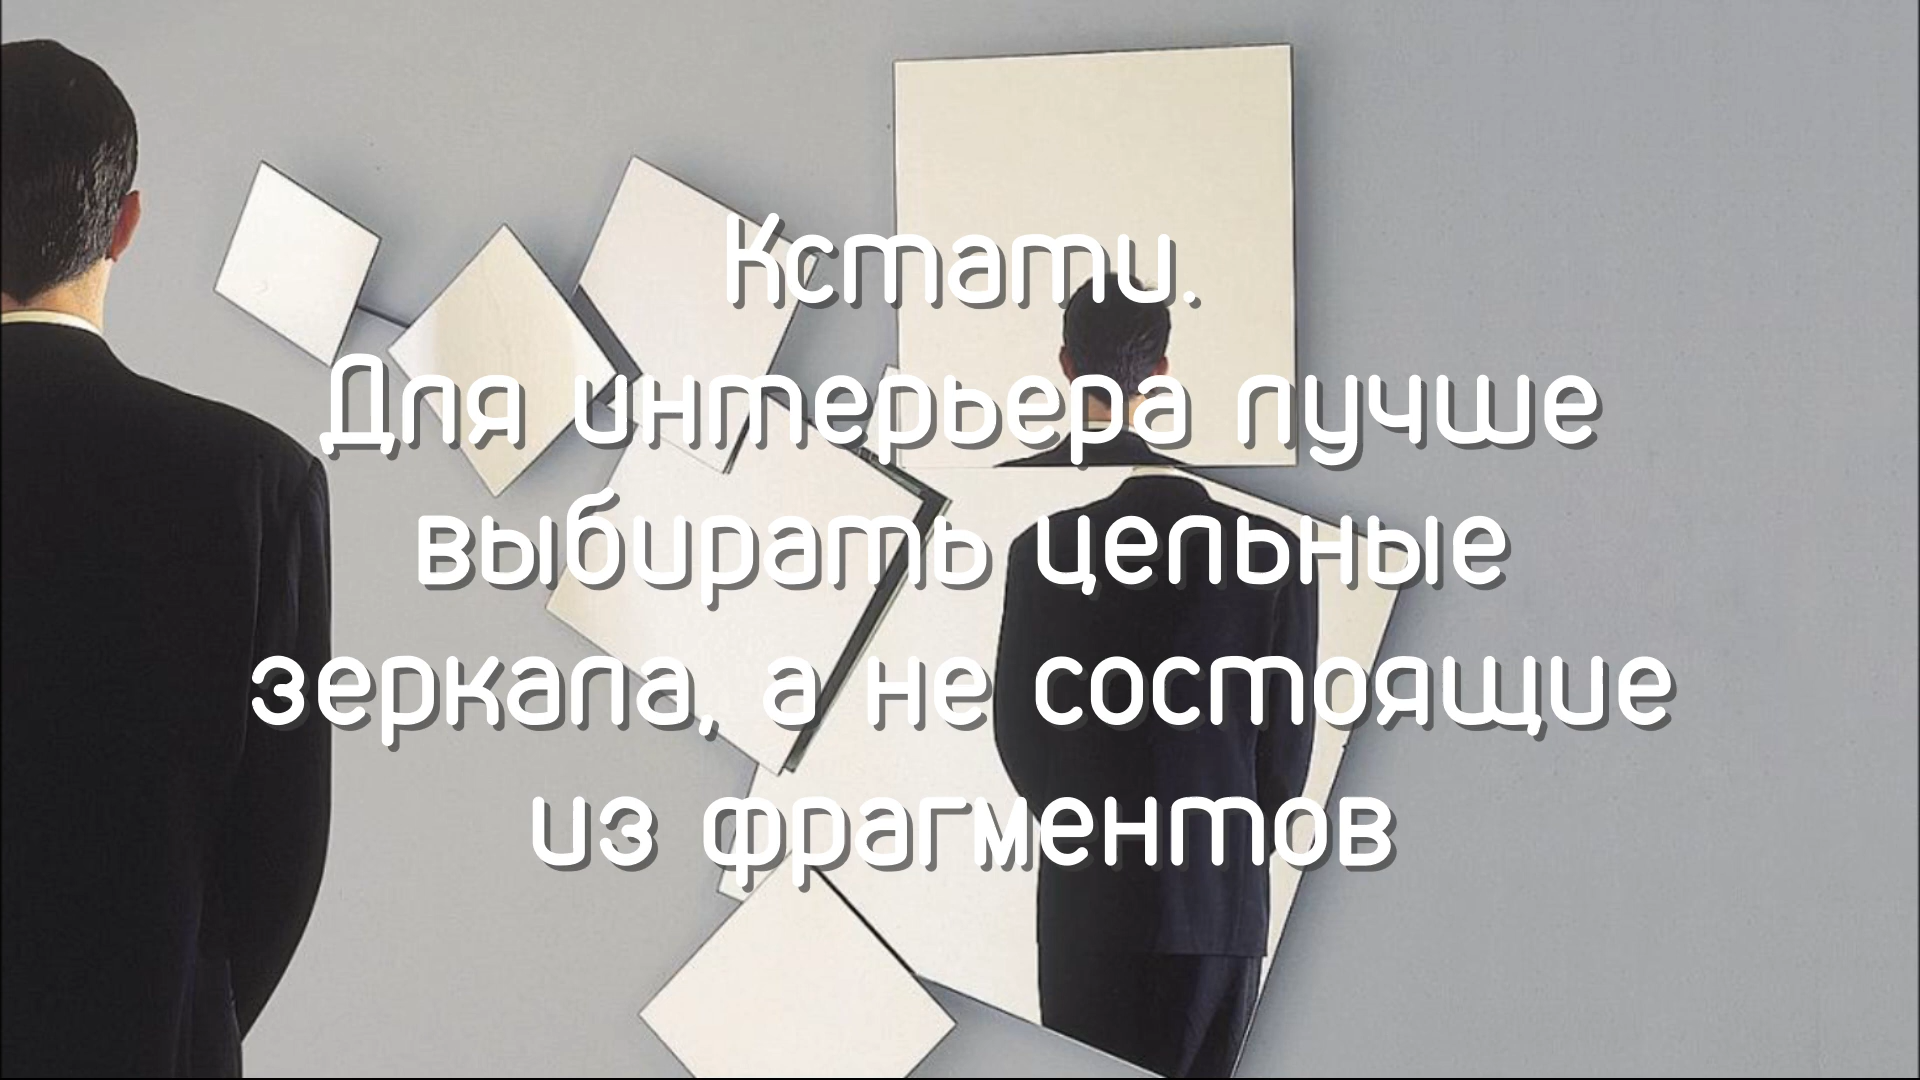 Кстати.
Для интерьера лучше
выбирать цельные
зеркала, а не состоящие
из фрагментов